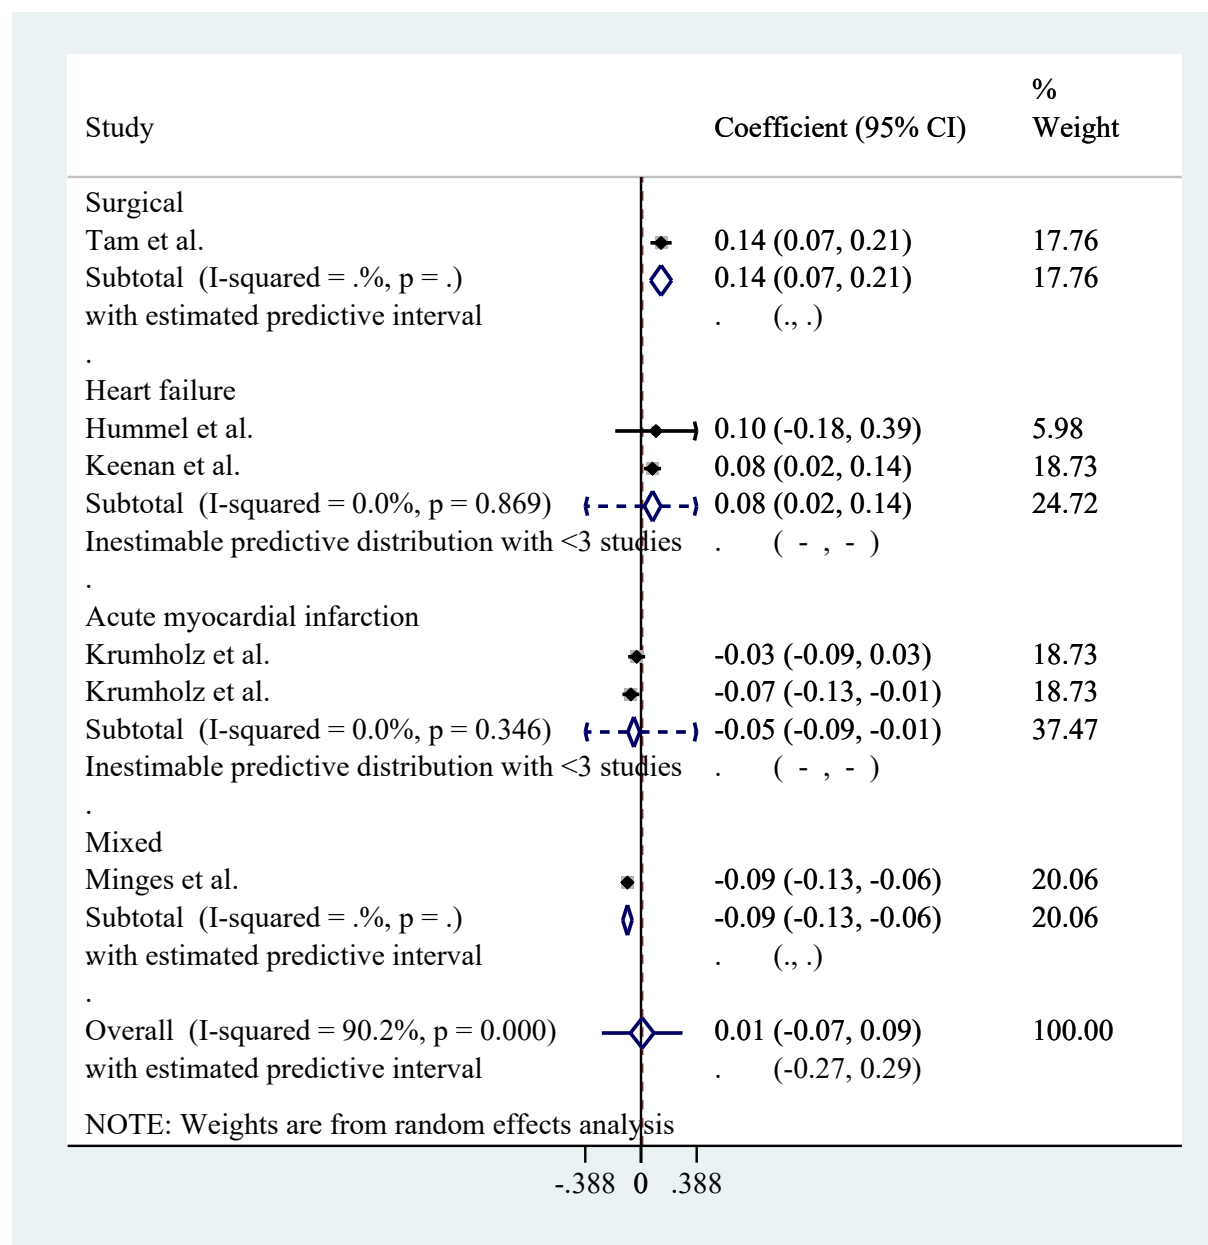 %
Study Coefficient (95% CI) Weight
Surgical
Tam et al. 0.14 (0.07, 0.21) 17.76
Subtotal (I-squared = .%, p = .) 0.14 (0.07, 0.21) 17.76
with estimated predictive interval . (., .)
.
Heart failure
Hummel et al. 0.10 (-0.18, 0.39) 5.98
Keenan et al. 0.08 (0.02, 0.14) 18.73
Subtotal (I-squared = 0.0%, p = 0.869) 0.08 (0.02, 0.14) 24.72
Inestimable predictive distribution with <3 studies . ( - , - )
.
Acute myocardial infarction
Krumholz et al. -0.03 (-0.09, 0.03) 18.73
Krumholz et al. -0.07 (-0.13, -0.01) 18.73
Subtotal (I-squared = 0.0%, p = 0.346) -0.05 (-0.09, -0.01) 37.47
Inestimable predictive distribution with <3 studies . ( - , - )
.
Mixed
Minges et al. -0.09 (-0.13, -0.06) 20.06
Subtotal (I-squared = .%, p = .) -0.09 (-0.13, -0.06) 20.06
with estimated predictive interval . (., .)
.
Overall (I-squared = 90.2%, p = 0.000) 0.01 (-0.07, 0.09) 100.00
with estimated predictive interval . (-0.27, 0.29)
NOTE: Weights are from random effects analysis
-.388 0 .388